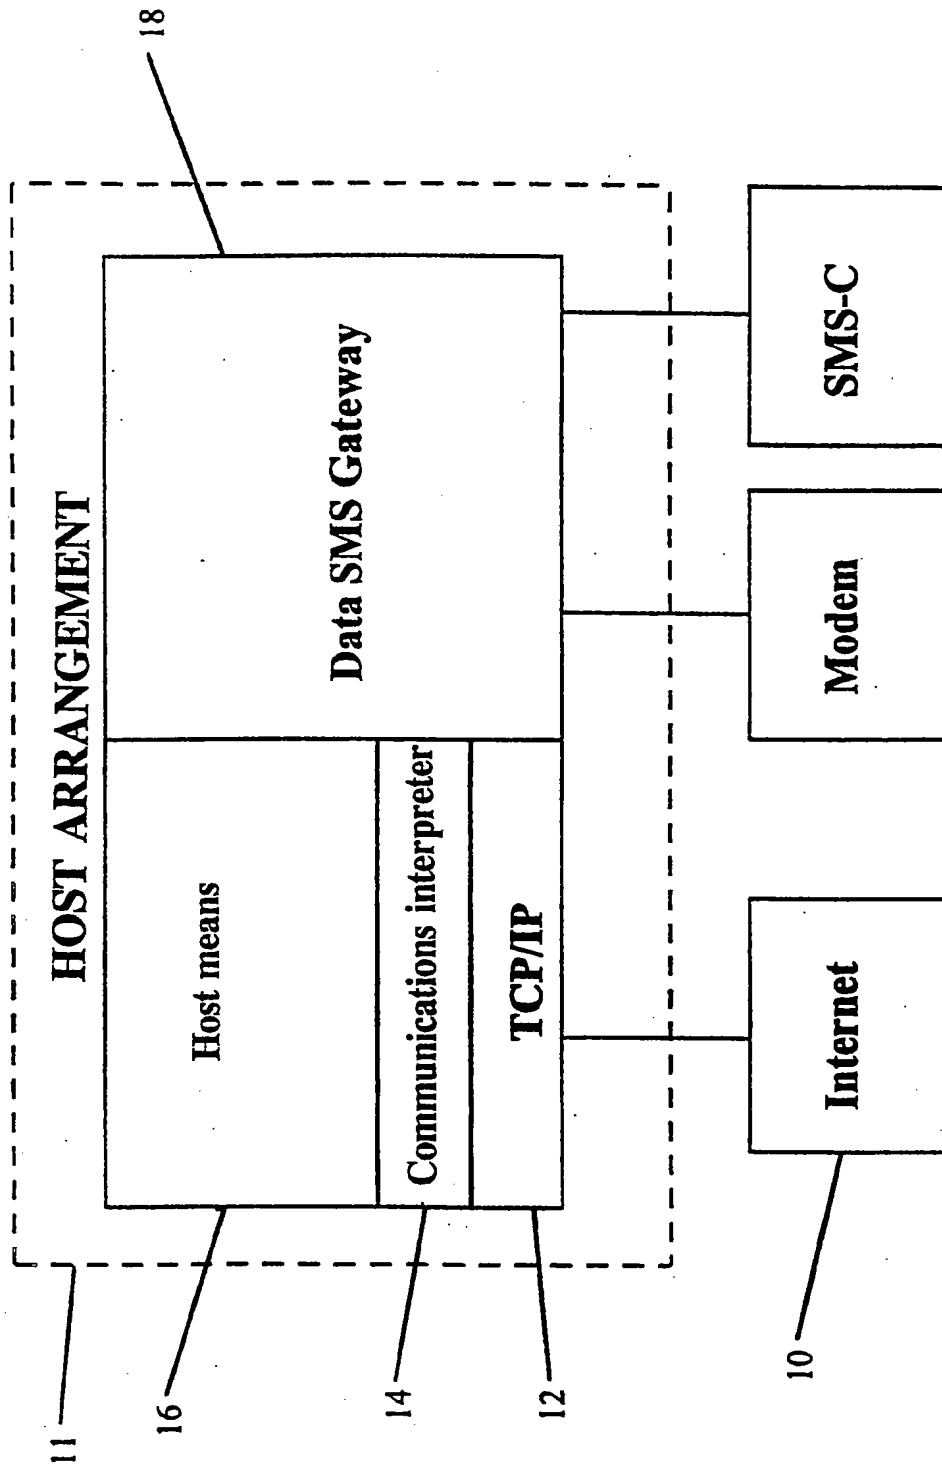 11
HOST ARRANGEMENT
18
16
Host means
Data SMS Gateway
14
Communications interpreter
12
TCP/IP
10
Internet
Modem
SMS-C